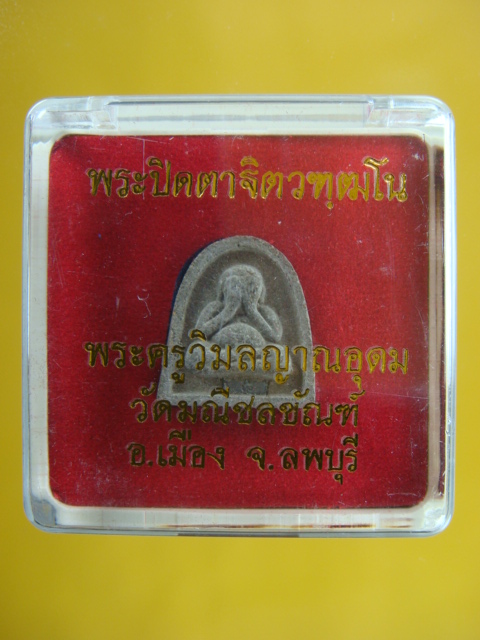 พระปิดตาจิตวฑฺฒโน
พระครูวิมลญาณอุดม
วัดมณีชลขัณฑ์
อ.เมือง จ.ลพบุรี